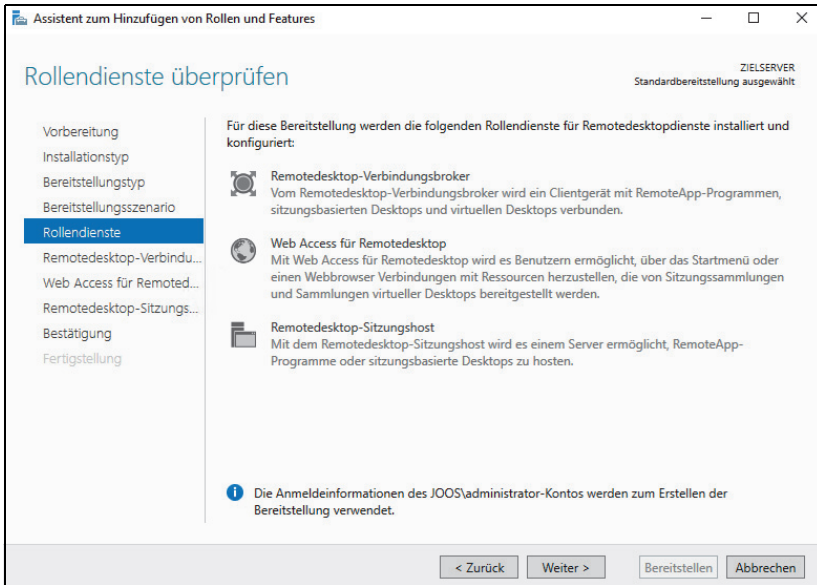 Assistent zum Hinzufügen von Rollen und Features
Rollendienste überprüfen
ZIELSERVER
Standardbereitstellung ausgewählt
Vorbereitung
Installationstyp
Bereitstellungstyp
Bereitstellungsszenario
Rollendienste
Remotedesktop-Verbindu...
Web Access für Remoted...
Remotedesktop-Sitzungs...
Bestätigung
Fertigstellung
Für diese Bereitstellung werden die folgenden Rollendienste für Remotedesktopdienste installiert und
konfiguriert:
Remotedesktop-Verbindungsbroker
Vom Remotedesktop-Verbindungsbroker wird ein Clientgerät mit RemoteApp-Programmen,
sitzungsbasierten Desktops und virtuellen Desktops verbunden.
Web Access für Remotedesktop
Mit Web Access für Remotedesktop wird es Benutzern ermöglicht, über das Startmenü oder
einen Webbrowser Verbindungen mit Ressourcen herzustellen, die von Sitzungssammlungen
und Sammlungen virtueller Desktops bereitgestellt werden.
Remotedesktop-Sitzungshost
Mit dem Remotedesktop-Sitzungshost wird es einem Server ermöglicht, RemoteApp-
Programme oder sitzungsbasierte Desktops zu hosten.
Die Anmeldeinformationen des JOOS\administrator-Kontos werden zum Erstellen der
Bereitstellung verwendet.
< Zurück
Weiter >
Bereitstellen
Abbrechen